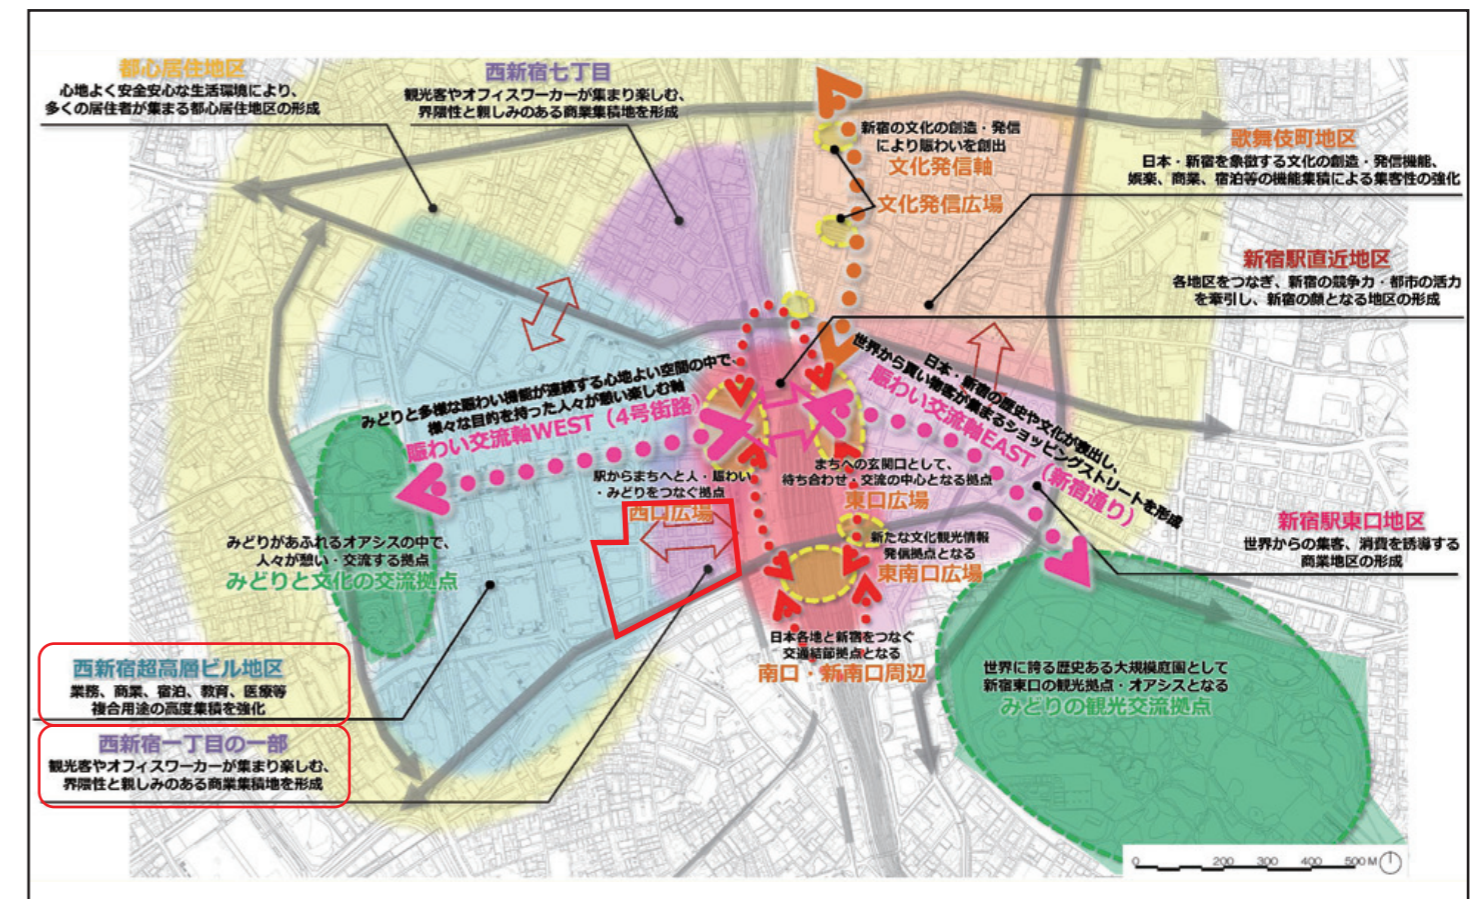 都心居住地区
心地よく安全安心な生活環境により、
多くの居住者が集まる都心居住地区の形成
西新宿七丁目
観光客やオフィスワーカーが集まり楽しむ、
界隈性と親しみのある商業集積地を形成
新宿の文化の創造・発信
により賑わいを創出
文化発信軸
文化発信広場
歌舞伎町地区
日本・新宿を象徴する文化の創造・発信機能、
娯楽、商業、宿泊等の機能集積による集客性の強化
新宿駅直近地区
各地区をつなぎ、新宿の競争力・都市の活力
を牽引し、新宿の顔となる地区の形成
みどりと多様な賑わい機能が連続する心地よい空間の中で、
様々な目的を持った人々が憩い楽しむ軸
賑わい交流軸WEST（4号街路）
日本・新宿の歴史や文化が表出し、
世界から買い物客が集まるショッピングストリートを形成
賑わい交流軸EAST（新宿通り）
駅からまちへと人・賑わい
・みどりをつなぐ拠点
西口広場
まちへの玄関口として、
待ち合わせ・交流の中心となる拠点
東口広場
新たな文化観光情報
発信拠点となる
東南口広場
新宿駅東口地区
世界からの集客、消費を誘導する
商業地区の形成
みどりがあふれるオアシスの中で、
人々が憩い・交流する拠点
みどりと文化の交流拠点
日本各地と新宿をつなぐ
交通結節拠点となる
南口・新南口周辺
世界に誇る歴史ある大規模庭園として
新宿東口の観光拠点・オアシスとなる
みどりの観光交流拠点
西新宿超高層ビル地区
業務、商業、宿泊、教育、医療等
複合用途の高度集積を強化
西新宿一丁目の一部
観光客やオフィスワーカーが集まり楽しむ、
界隈性と親しみのある商業集積地を形成
0 200 300 400 500 M